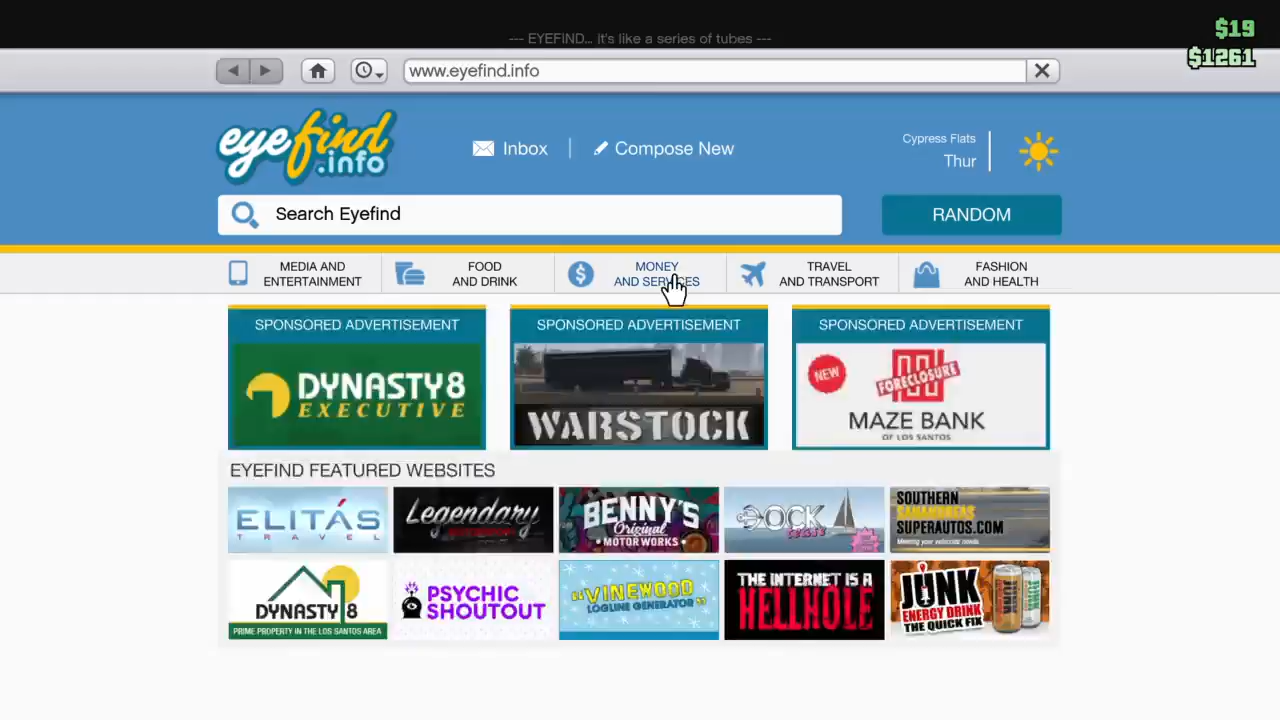 --- EYEFIND... it's like a series of tubes ---
$19
$1261
www.eyefind.info
eyefind
.info
Inbox
Compose New
Cypress Flats
Thur
Search Eyefind
RANDOM
MEDIA AND
ENTERTAINMENT
FOOD
AND DRINK
MONEY
AND SERVICES
TRAVEL
AND TRANSPORT
FASHION
AND HEALTH
SPONSORED ADVERTISEMENT
DYNASTY 8
EXECUTIVE
SPONSORED ADVERTISEMENT
WARSTOCK
SPONSORED ADVERTISEMENT
NEW
FORECLOSURE
MAZE BANK
OF LOS SANTOS
EYEFIND FEATURED WEBSITES
ELITÁS
TRAVEL
Legendary
BENNY'S
Original
MOTOR WORKS
DOCK
SOUTHERN
SUPERAUTOS.COM
DYNASTY 8
PRIME PROPERTY IN THE LOS SANTOS AREA
PSYCHIC
SHOUTOUT
"VINEWOOD
LOGLINE GENERATOR"
THE INTERNET IS A
HELLHOLE
JUNK
ENERGY DRINK
THE QUICK FIX